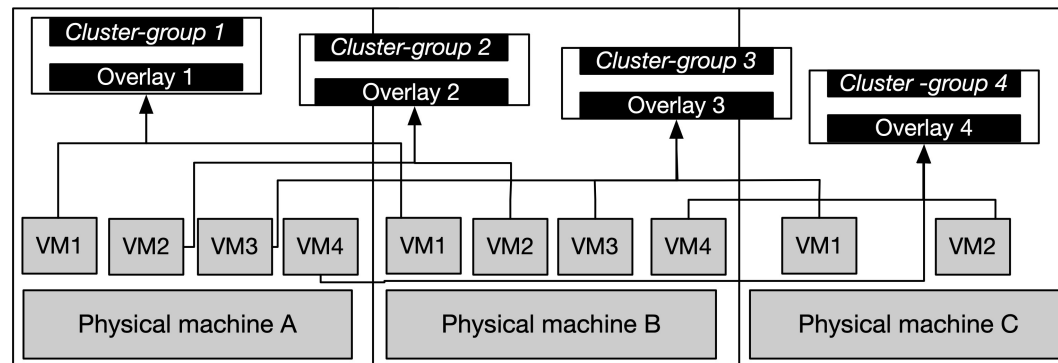 Cluster-group 1
Overlay 1
Cluster-group 2
Overlay 2
Cluster-group 3
Overlay 3
Cluster -group 4
Overlay 4
VM1
VM2
VM3
VM4
VM1
VM2
VM3
VM4
VM1
VM2
Physical machine A
Physical machine B
Physical machine C